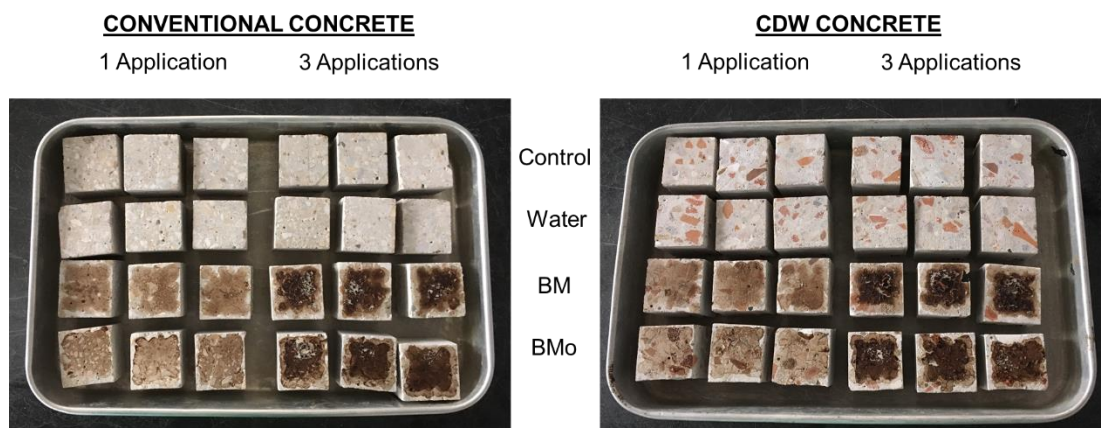 CONVENTIONAL CONCRETE
1 Application
3 Applications
CDW CONCRETE
1 Application
3 Applications
Control
Water
BM
BMo